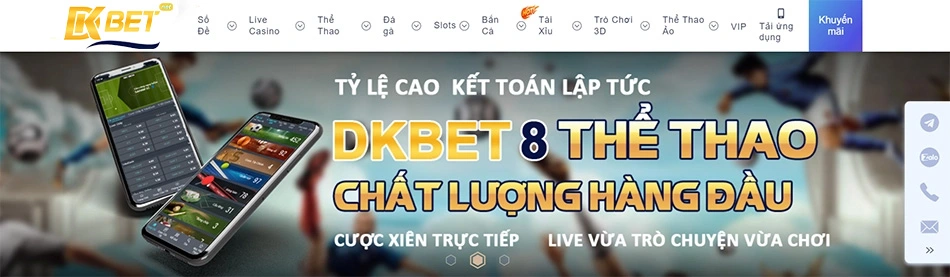 DKBET
Số Đề
Live Casino
Thể Thao
Đá gà
Slots
Bắn Cá
HOT
Tài Xỉu
Trò Chơi 3D
Thể Thao Ảo
VIP
Tải ứng dụng
Khuyến mãi
TỶ LỆ CAO KẾT TOÁN LẬP TỨC
DKBET 8 THỂ THAO
CHẤT LƯỢNG HÀNG ĐẦU
CƯỢC XIÊN TRỰC TIẾP LIVE VỪA TRÒ CHUYỆN VỪA CHƠI
Zalo